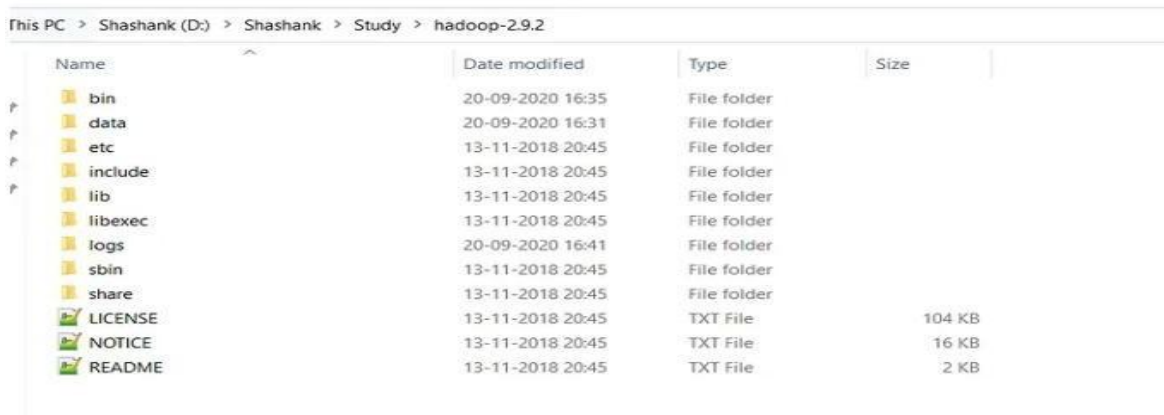 This PC > Shashank (D:) > Shashank > Study > hadoop-2.9.2
Name Date modified Type Size
bin 20-09-2020 16:35 File folder
data 20-09-2020 16:31 File folder
etc 13-11-2018 20:45 File folder
include 13-11-2018 20:45 File folder
lib 13-11-2018 20:45 File folder
libexec 13-11-2018 20:45 File folder
logs 20-09-2020 16:41 File folder
sbin 13-11-2018 20:45 File folder
share 13-11-2018 20:45 File folder
LICENSE 13-11-2018 20:45 TXT File 104 KB
NOTICE 13-11-2018 20:45 TXT File 16 KB
README 13-11-2018 20:45 TXT File 2 KB